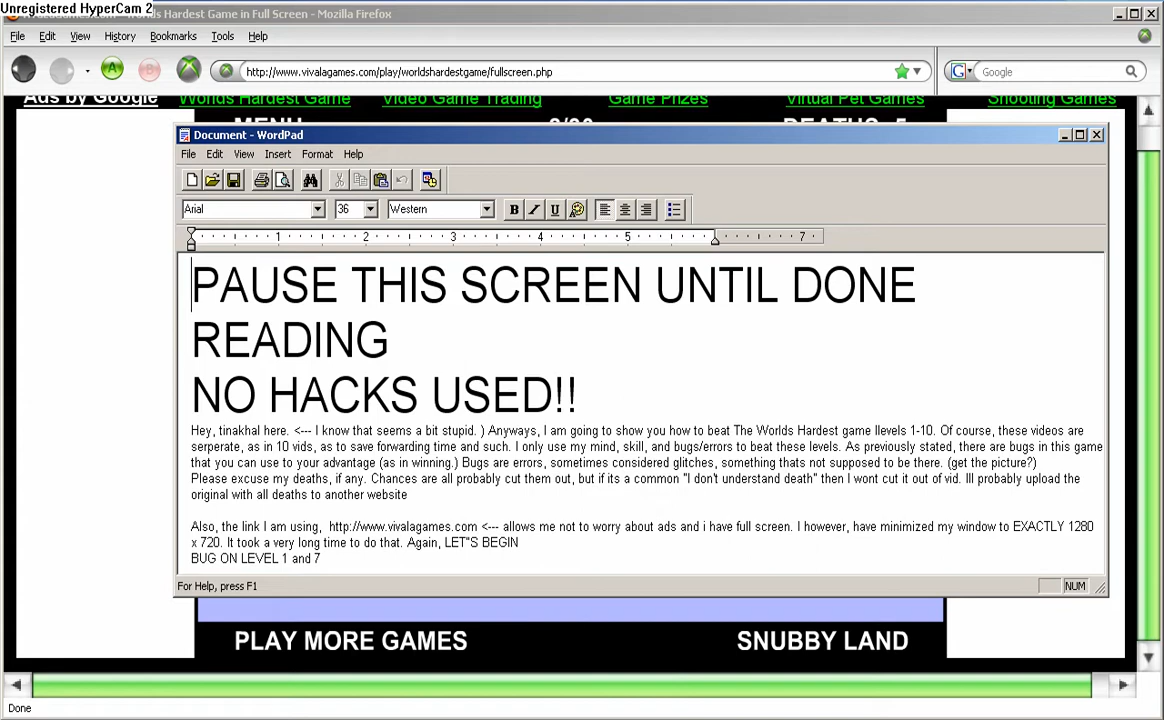 Unregistered HyperCam 2
Worlds Hardest Game in Full Screen - Mozilla Firefox
File Edit View History Bookmarks Tools Help
http://www.vivalagames.com/play/worldshardestgame/fullscreen.php
Google
Ads by Google Worlds Hardest Game Video Game Trading Game Prizes Virtual Pet Games Shooting Games
MENU DEATHS: 5
Document - WordPad
File Edit View Insert Format Help
Arial 36 Western
1 2 3 4 5 7
PAUSE THIS SCREEN UNTIL DONE
READING
NO HACKS USED!!
Hey, tinakhal here. <--- I know that seems a bit stupid. ) Anyways, I am going to show you how to beat The Worlds Hardest game llevels 1-10. Of course, these videos are
serperate, as in 10 vids, as to save forwarding time and such. I only use my mind, skill, and bugs/errors to beat these levels. As previously stated, there are bugs in this game
that you can use to your advantage (as in winning.) Bugs are errors, sometimes considered glitches, something thats not supposed to be there. (get the picture?)
Please excuse my deaths, if any. Chances are all probably cut them out, but if its a common "I don't understand death" then I wont cut it out of vid. Ill probably upload the
original with all deaths to another website
Also, the link I am using, http://www.vivalagames.com <--- allows me not to worry about ads and i have full screen. I however, have minimized my window to EXACTLY 1280
x 720. It took a very long time to do that. Again, LET"S BEGIN
BUG ON LEVEL 1 and 7
For Help, press F1 NUM
PLAY MORE GAMES SNUBBY LAND
Done